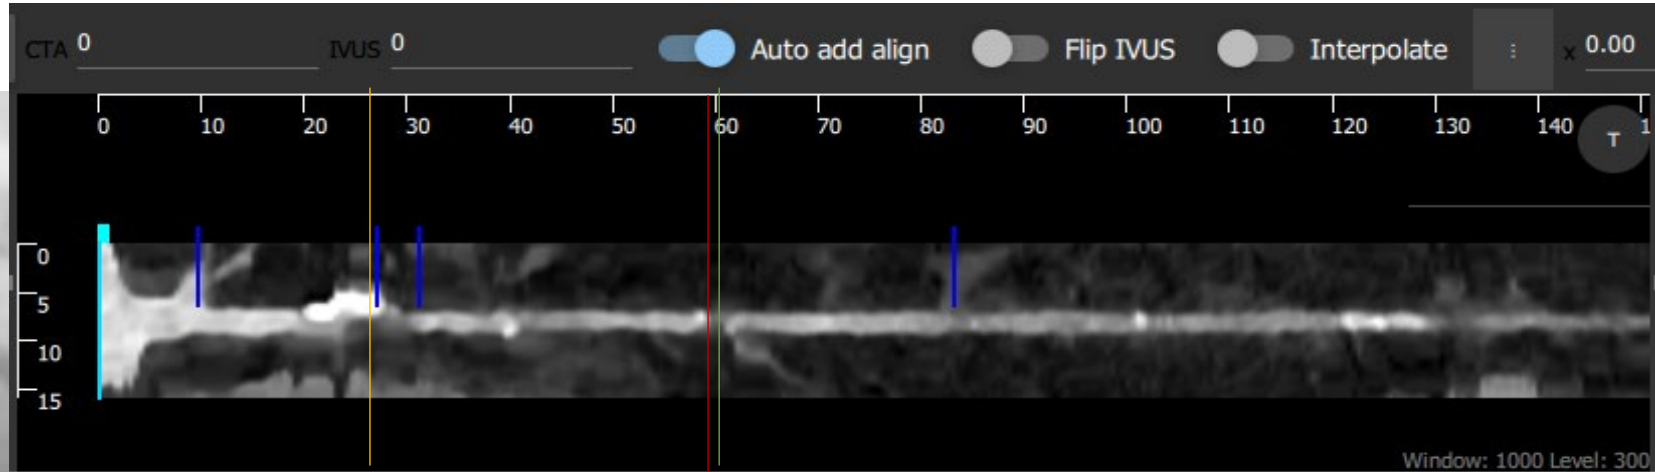 CTA 0 IVUS 0 Auto add align Flip IVUS Interpolate ⋮ x 0.00
0 10 20 30 40 50 60 70 80 90 100 110 120 130 140 1
T
0
5
10
15
Window: 1000 Level: 300